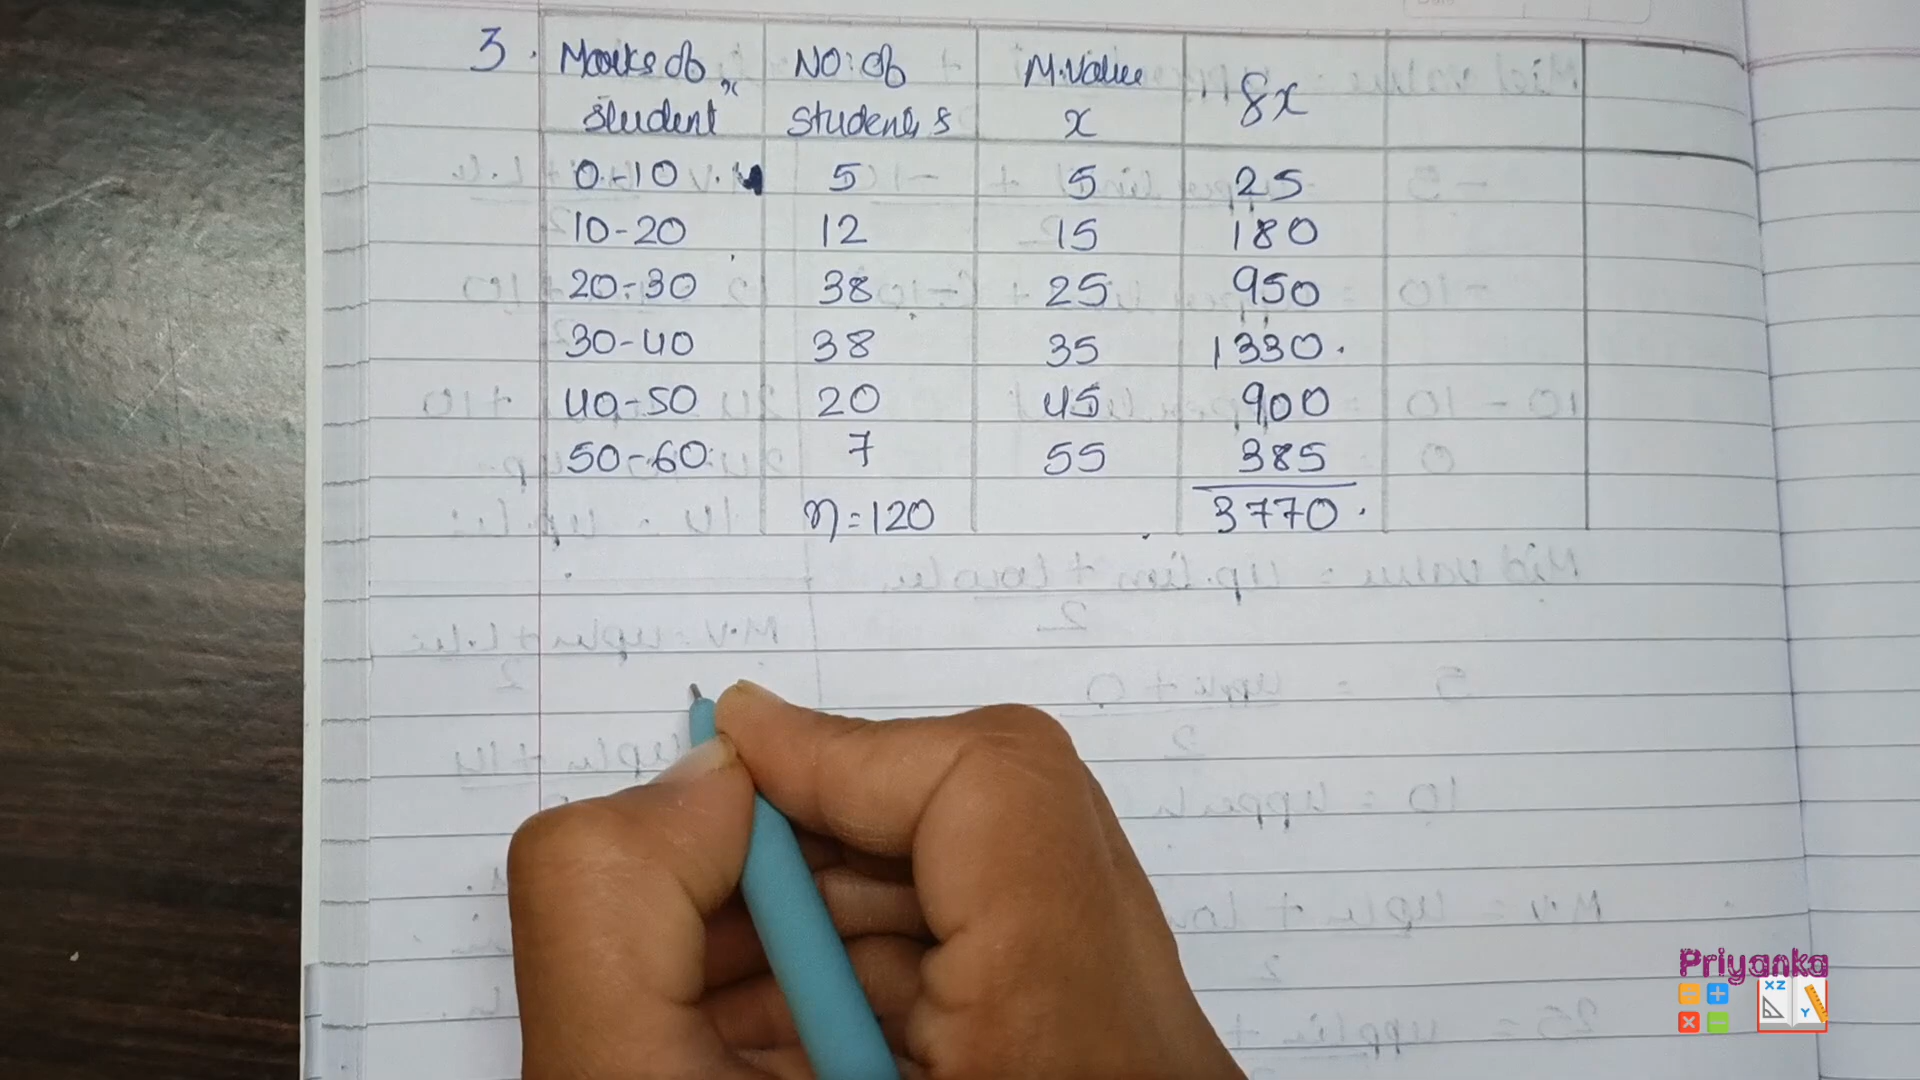 3. Marks of student x | No: of students f | M.value x | fx
0-10 | 5 | 5 | 25
10-20 | 12 | 15 | 180
20-30 | 38 | 25 | 950
30-40 | 38 | 35 | 1330.
40-50 | 20 | 45 | 900
50-60 | 7 | 55 | 385
n=120 | 3770.
Priyanka
XZ
Y